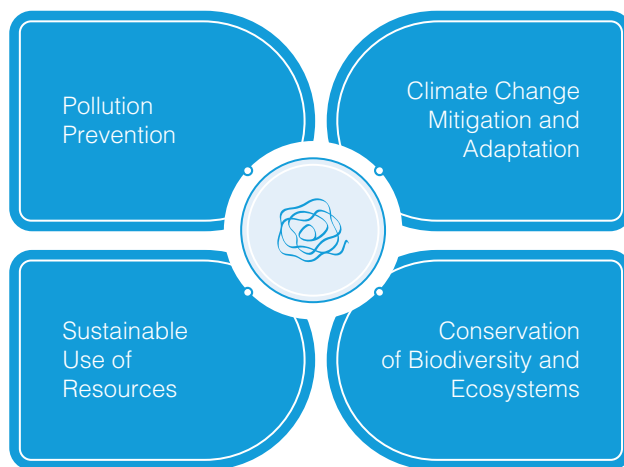 Pollution
Prevention
Climate Change
Mitigation and
Adaptation
Sustainable
Use of
Resources
Conservation
of Biodiversity and
Ecosystems